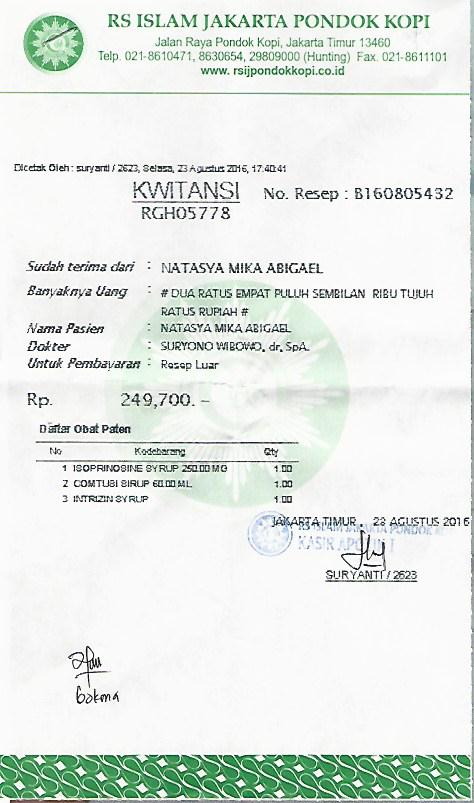 RS ISLAM JAKARTA PONDOK KOPI
Jalan Raya Pondok Kopi, Jakarta Timur 13460
Telp. 021-8610471, 8630654, 29809000 (Hunting) Fax. 021-8611101
www. rsijpondokkopi.co.id
Dicetak Oleh : suryanti / 2623, Selasa, 23 Agustus 2016, 17:40:41
KWITANSI No. Resep : B160805432
RGH05778
Sudah terima dari : NATASYA MIKA ABIGAEL
Banyaknya Uang : # DUA RATUS EMPAT PULUH SEMBILAN RIBU TUJUH
RATUS RUPIAH #
Nama Pasien : NATASYA MIKA ABIGAEL
Dokter : SURYONO WIBOWO, dr, SpA.
Untuk Pembayaran : Resep Luar
Rp. 249,700. -
Daftar Obat Paten
No Kodebarang Qty
1 ISOPRINOSINE SYRUP 250.00 MG 1.00
2 COMTUSI SIRUP 60.00 ML 1.00
3 INTRIZIN SYRUP 1.00
JAKARTA TIMUR , 23 AGUSTUS 2016
RS ISLAM JAKARTA PONDOK
KASIR
SURYANTI / 2623